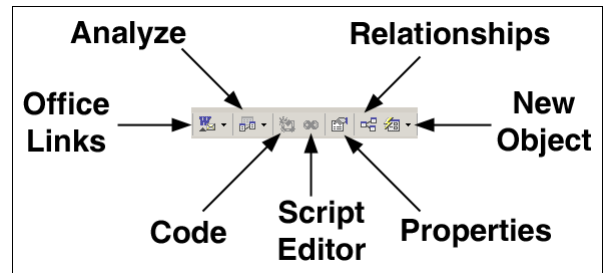 Analyze
Relationships
Office
Links
New
Object
Code
Script
Editor
Properties